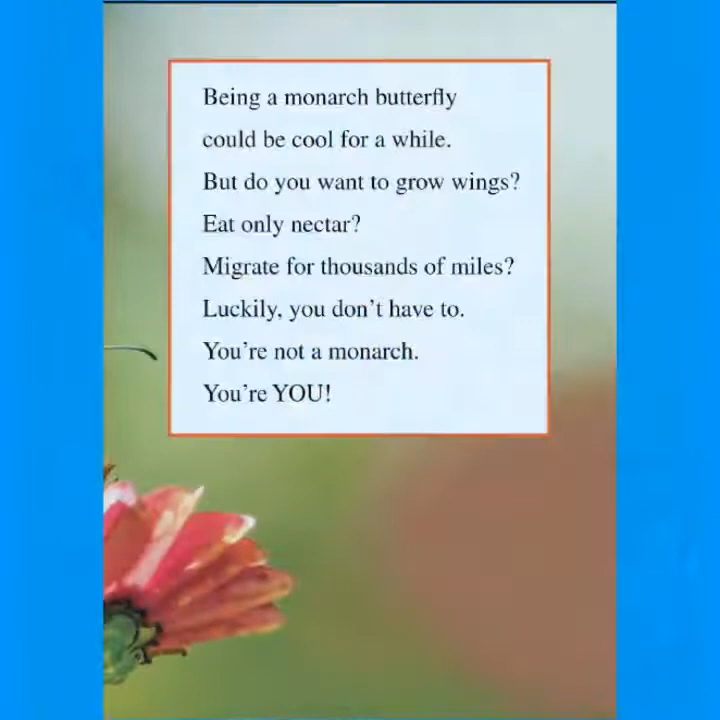 Being a monarch butterfly
could be cool for a while.
But do you want to grow wings?
Eat only nectar?
Migrate for thousands of miles?
Luckily, you don’t have to.
You’re not a monarch.
You’re YOU!